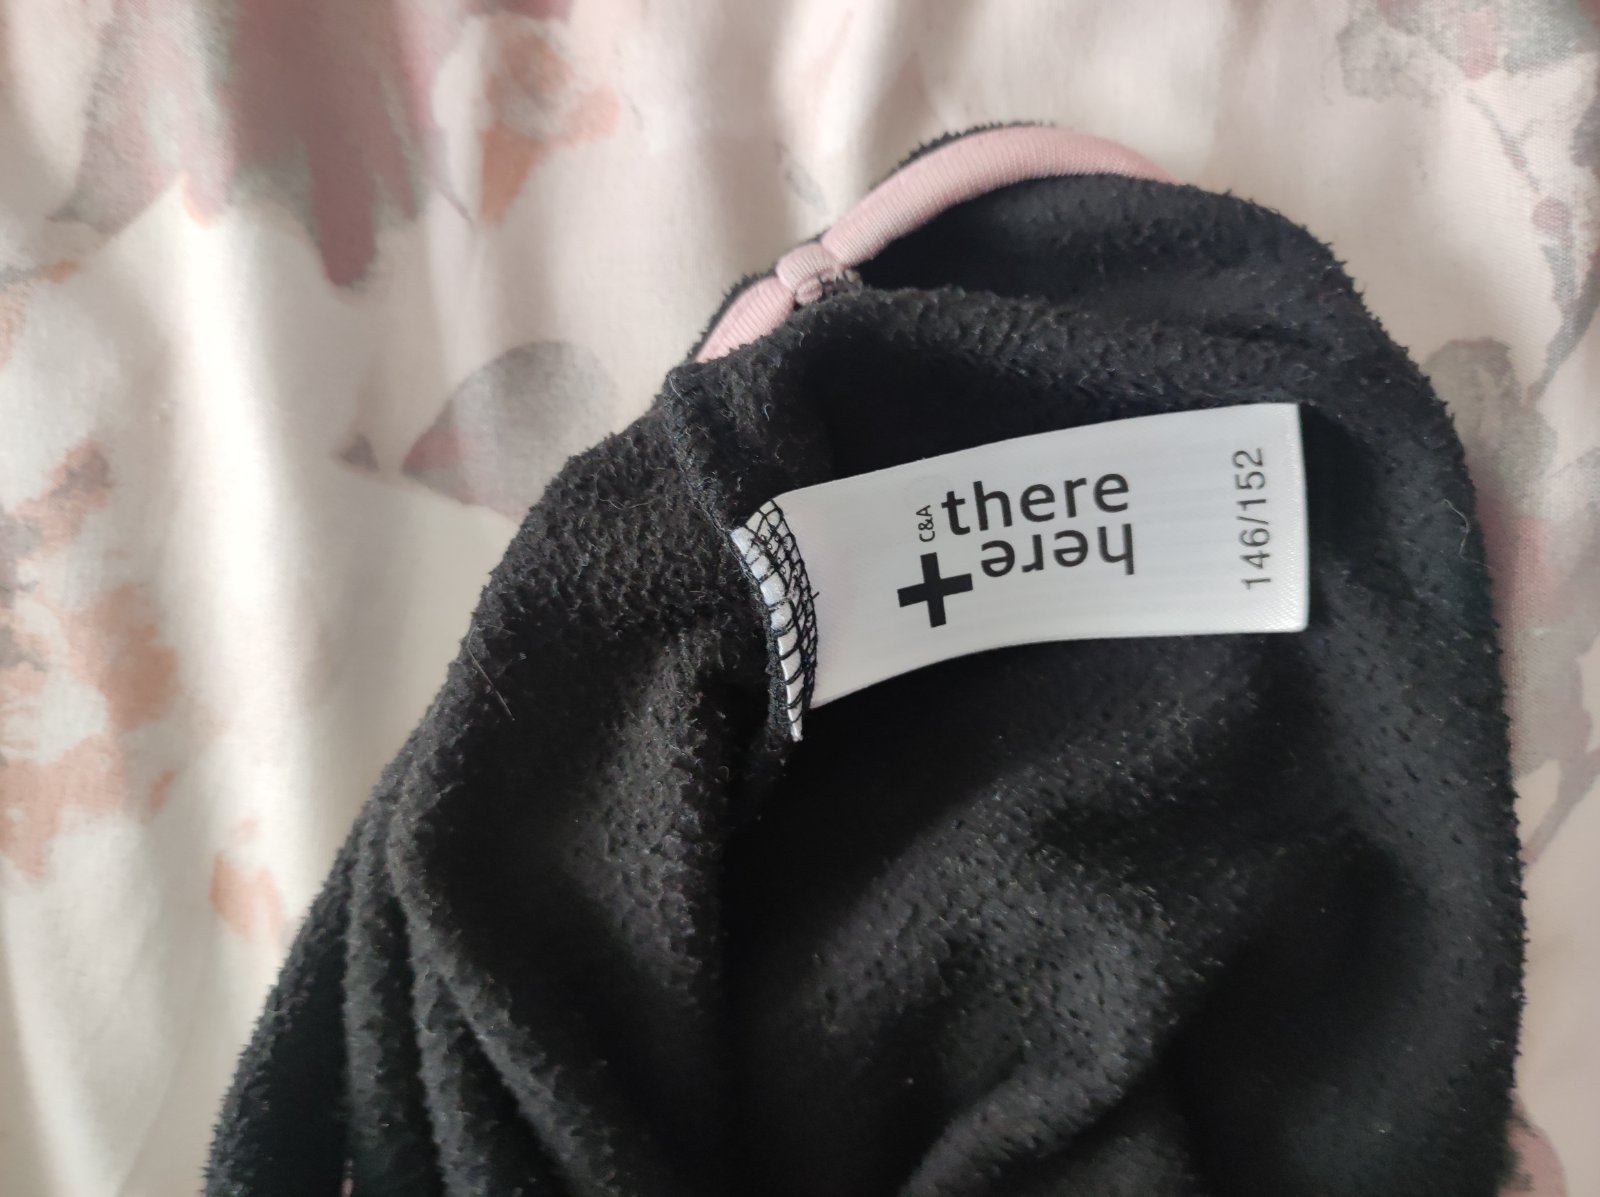 C&A
there
+ here
146/152